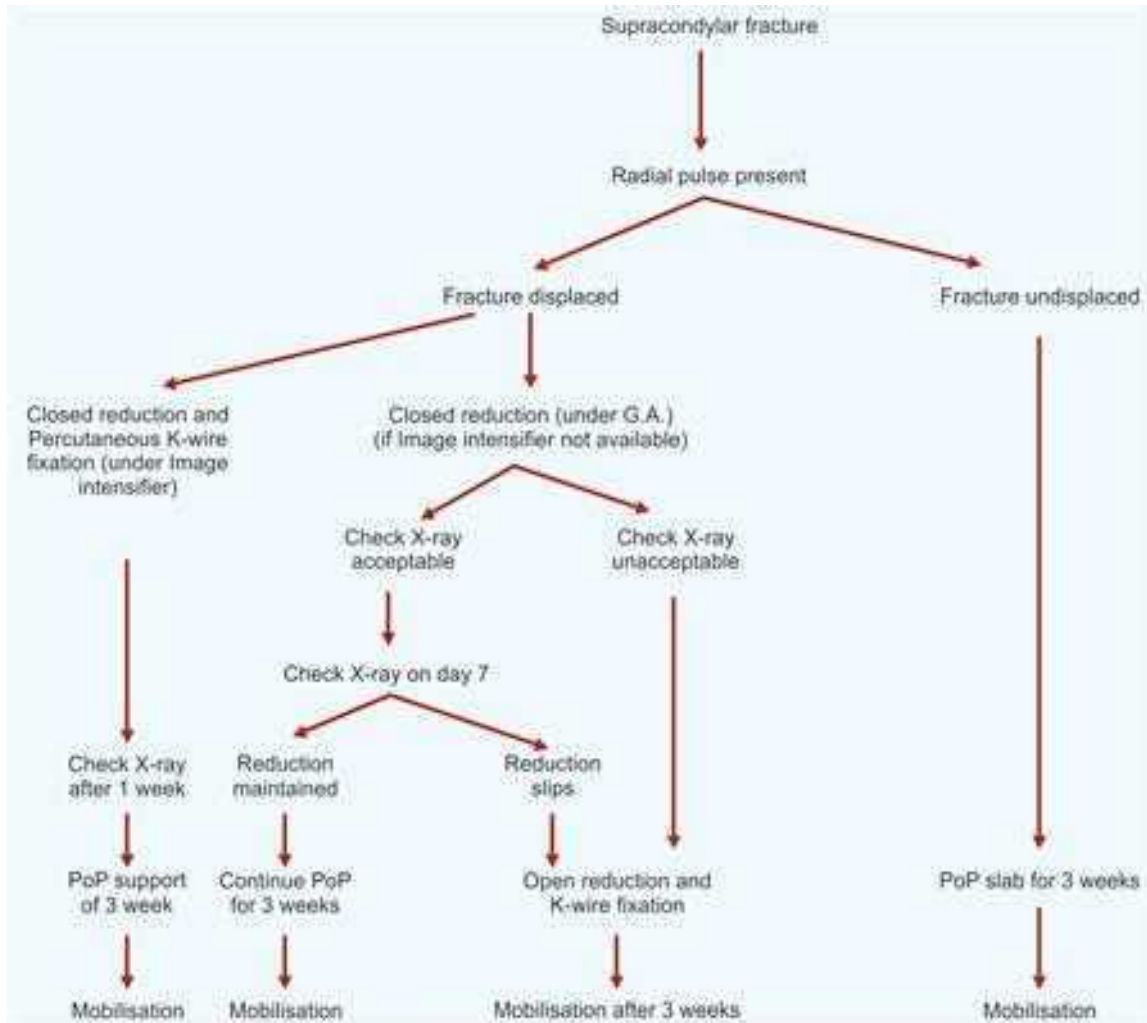 Supracondylar fracture
Radial pulse present
Fracture displaced
Fracture undisplaced
Closed reduction and
Percutaneous K-wire
fixation (under Image
intensifier)
Closed reduction (under G.A.)
(if Image intensifier not available)
Check X-ray
acceptable
Check X-ray
unacceptable
Check X-ray on day 7
Check X-ray
after 1 week
Reduction
maintained
Reduction
slips
PoP support
of 3 week
Continue PoP
for 3 weeks
Open reduction and
K-wire fixation
PoP slab for 3 weeks
Mobilisation
Mobilisation
Mobilisation after 3 weeks
Mobilisation